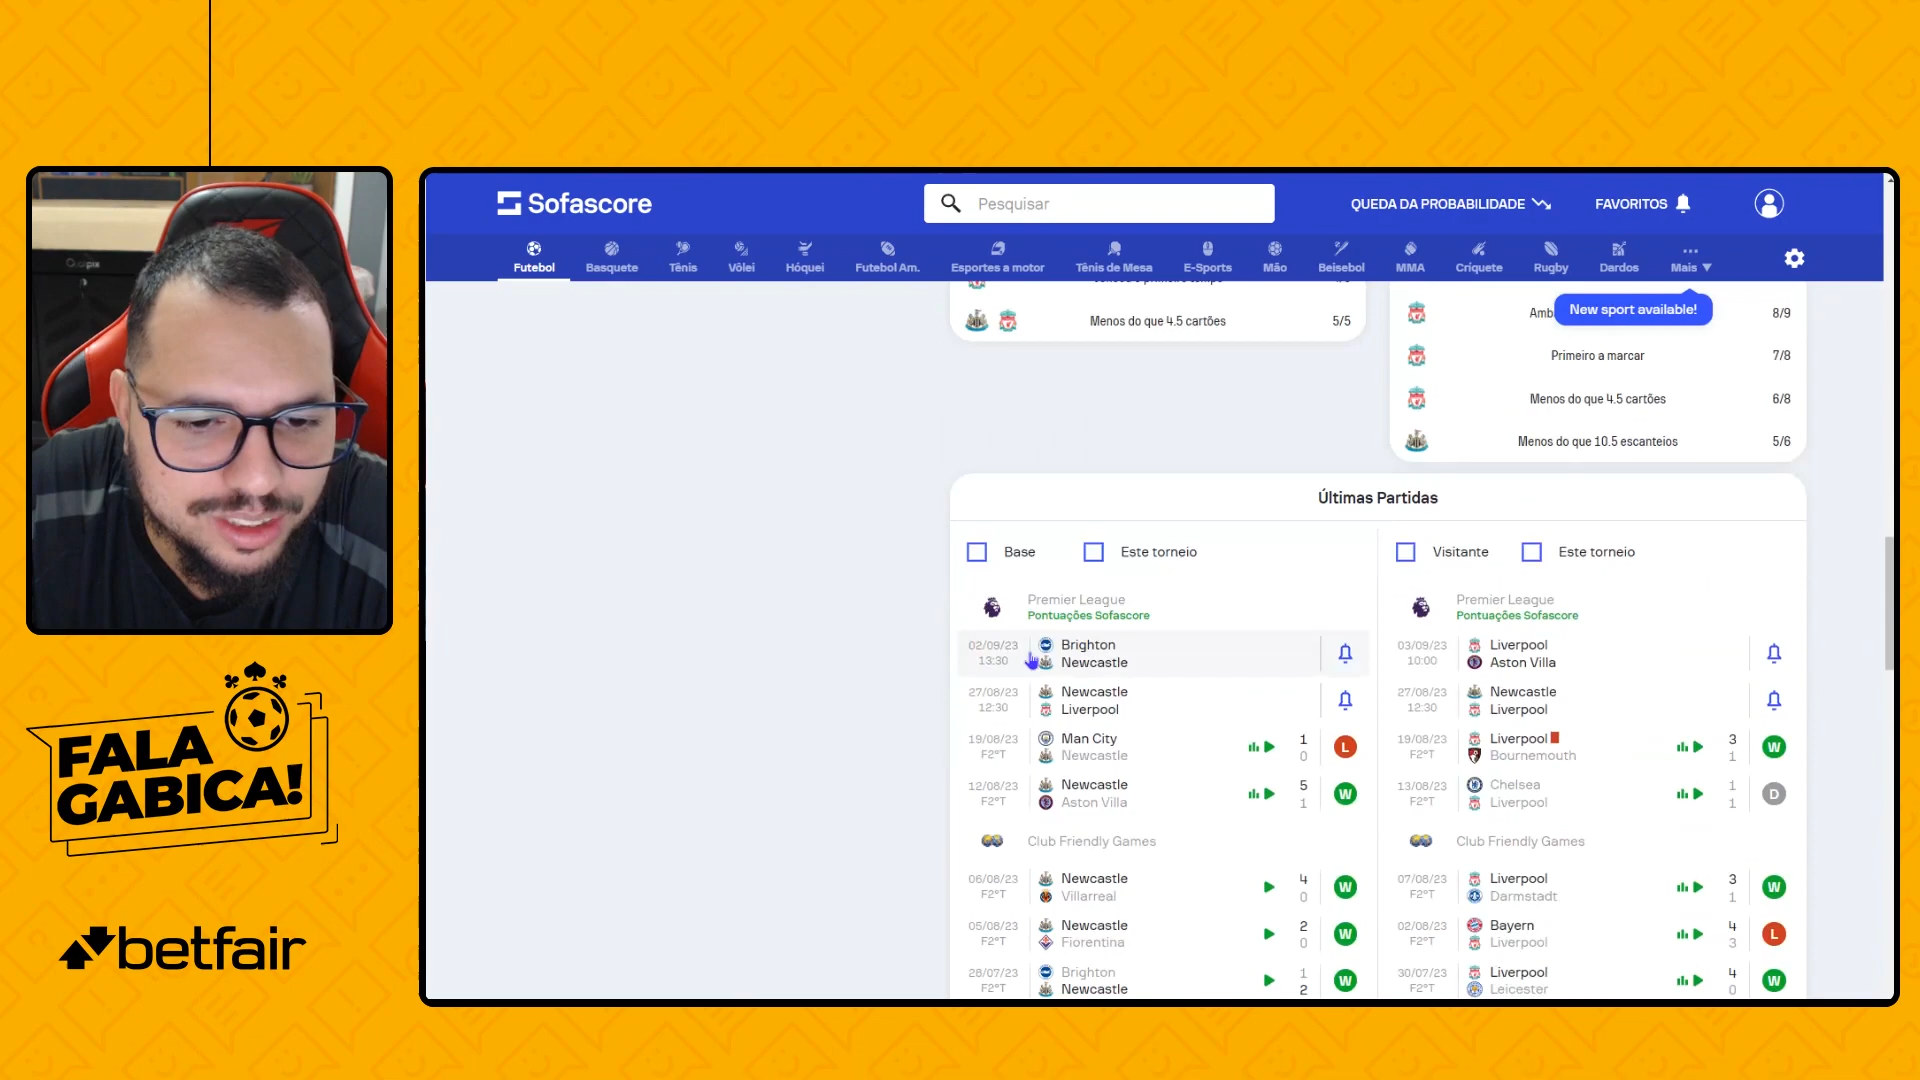 Sofascore
Pesquisar
QUEDA DA PROBABILIDADE
FAVORITOS
Futebol
Basquete
Tênis
Vôlei
Hóquei
Futebol Am.
Esportes a motor
Tênis de Mesa
E-Sports
Mão
Beisebol
MMA
Críquete
Rugby
Dardos
Mais ▼
New sport available!
Menos do que 4.5 cartões 5/5
8/9
Primeiro a marcar 7/8
Menos do que 4.5 cartões 6/8
Menos do que 10.5 escanteios 5/6
Últimas Partidas
Base
Este torneio
Premier League
Pontuações Sofascore
02/09/23 Brighton
13:30 Newcastle
27/08/23 Newcastle
12:30 Liverpool
19/08/23 Man City 1 L
F2°T Newcastle 0
12/08/23 Newcastle 5 W
F2°T Aston Villa 1
Club Friendly Games
06/08/23 Newcastle 4 W
F2°T Villarreal 0
05/08/23 Newcastle 2 W
F2°T Fiorentina 0
28/07/23 Brighton 1 W
F2°T Newcastle 2
Visitante
Este torneio
Premier League
Pontuações Sofascore
03/09/23 Liverpool
10:00 Aston Villa
27/08/23 Newcastle
12:30 Liverpool
19/08/23 Liverpool 3 W
F2°T Bournemouth 1
13/08/23 Chelsea 1 D
F2°T Liverpool 1
Club Friendly Games
07/08/23 Liverpool 3 W
F2°T Darmstadt 1
02/08/23 Bayern 4 L
F2°T Liverpool 3
30/07/23 Liverpool 4 W
F2°T Leicester 0
FALA
GABICA!
betfair